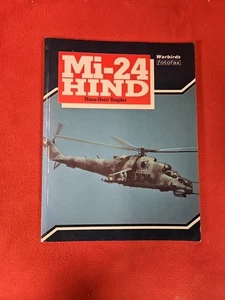 Warbirds
fotofax
Mi-24
HIND
Hans-Heiri Stapfer